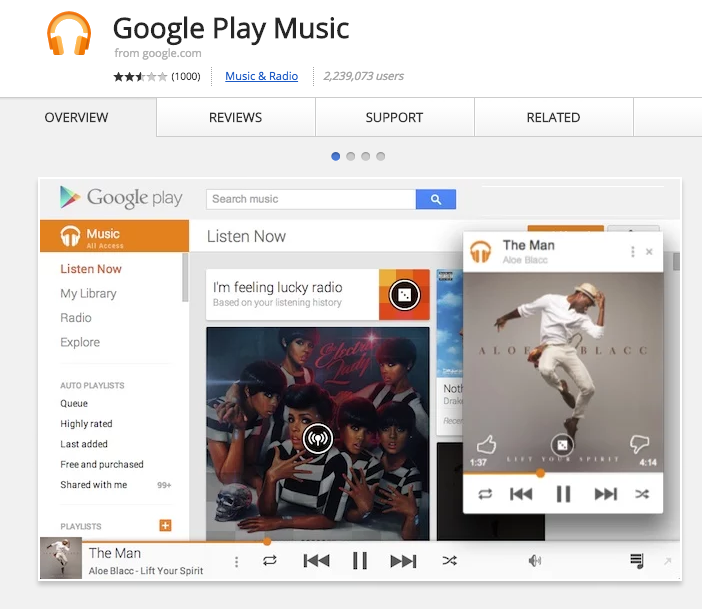 Google Play Music
from google.com
(1000)
Music & Radio
2,239,073 users
OVERVIEW
REVIEWS
SUPPORT
RELATED
Google play
Search music
Music
All Access
Listen Now
Listen Now
My Library
Radio
Explore
AUTO PLAYLISTS
Queue
Highly rated
Last added
Free and purchased
Shared with me 99+
PLAYLISTS
I'm feeling lucky radio
Based on your listening history
Electric Lady
Noth
Drake
Recen
The Man
Aloe Blacc
ALOE BLACC
LIFT YOUR SPIRIT
1:37
4:14
The Man
Aloe Blacc - Lift Your Spirit